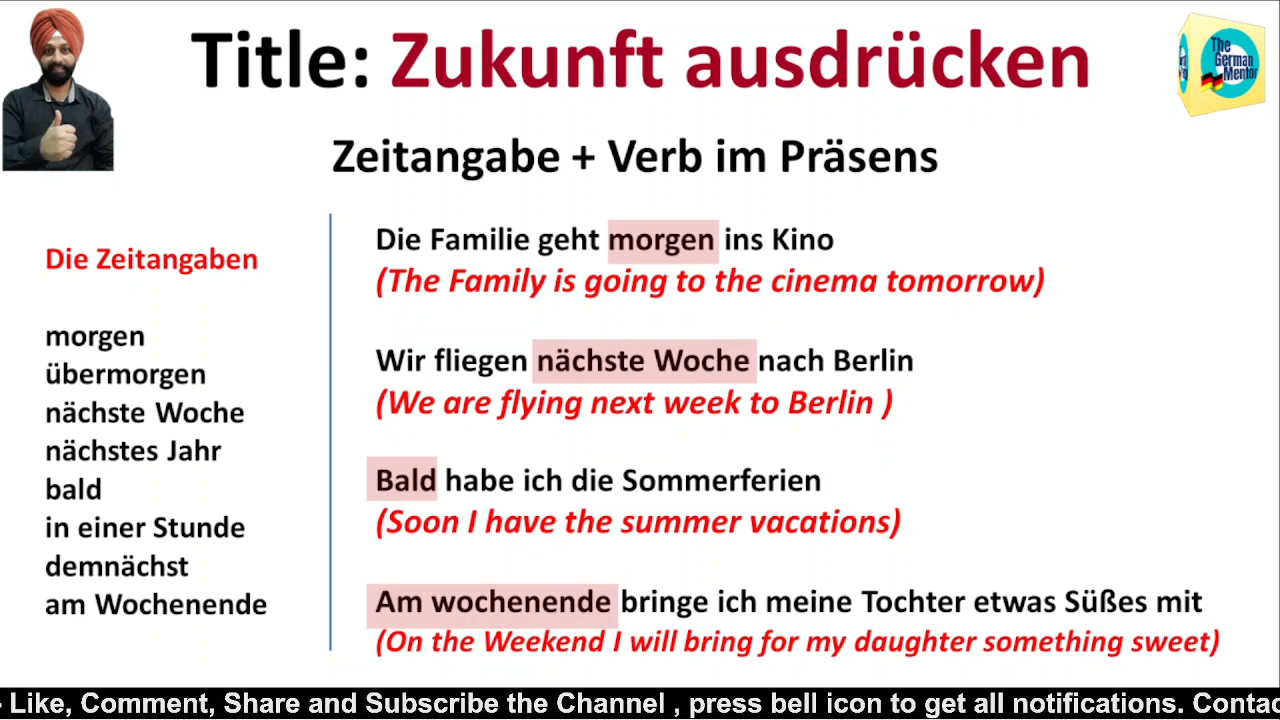 Title: Zukunft ausdrücken
The
German
Mentor
Zeitangabe + Verb im Präsens
Die Zeitangaben
morgen
übermorgen
nächste Woche
nächstes Jahr
bald
in einer Stunde
demnächst
am Wochenende
Die Familie geht morgen ins Kino
(The Family is going to the cinema tomorrow)
Wir fliegen nächste Woche nach Berlin
(We are flying next week to Berlin )
Bald habe ich die Sommerferien
(Soon I have the summer vacations)
Am wochenende bringe ich meine Tochter etwas Süßes mit
(On the Weekend I will bring for my daughter something sweet)
- Like, Comment, Share and Subscribe the Channel , press bell icon to get all notifications. Contac